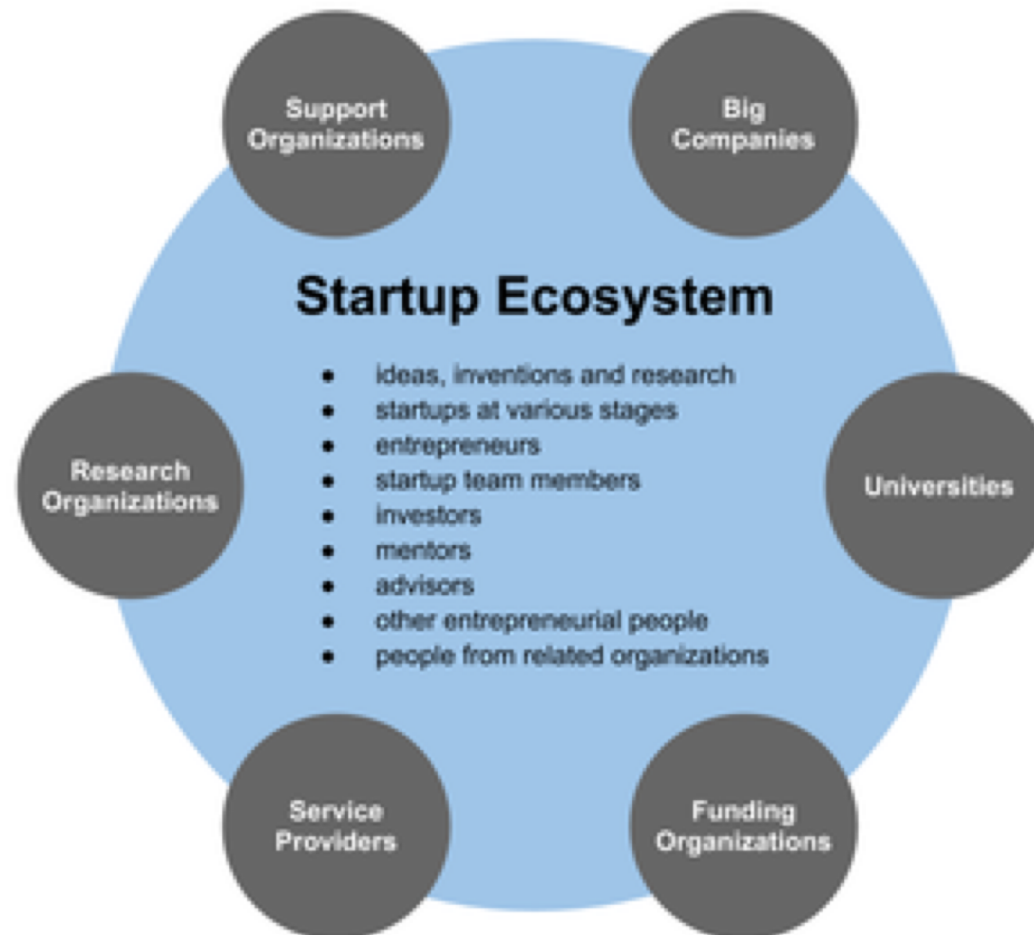 Support
Organizations
Big
Companies
Startup Ecosystem
● ideas, inventions and research
● startups at various stages
● entrepreneurs
● startup team members
● investors
● mentors
● advisors
● other entrepreneurial people
● people from related organizations
Research
Organizations
Universities
Service
Providers
Funding
Organizations